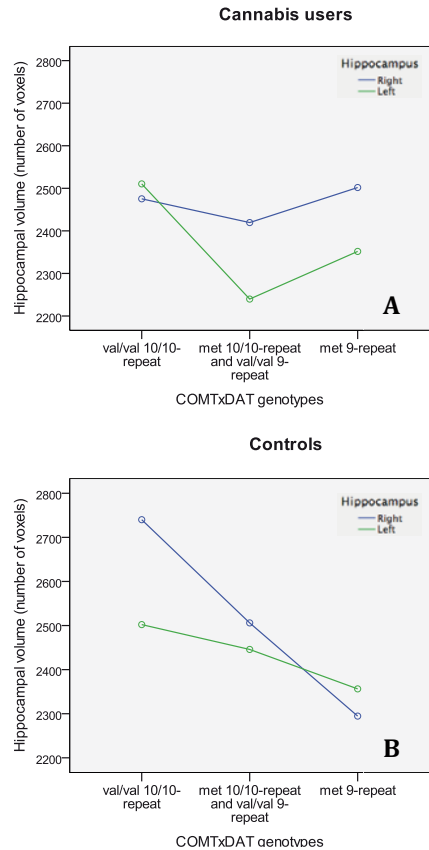 Cannabis users
Hippocampal volume (number of voxels)
2800
2700
2600
2500
2400
2300
2200
Hippocampus
Right
Left
A
val/val 10/10-
repeat
met 10/10-repeat
and val/val 9-
repeat
met 9-repeat
COMTxDAT genotypes
Controls
Hippocampal volume (number of voxels)
2800
2700
2600
2500
2400
2300
2200
Hippocampus
Right
Left
B
val/val 10/10-
repeat
met 10/10-repeat
and val/val 9-
repeat
met 9-repeat
COMTxDAT genotypes